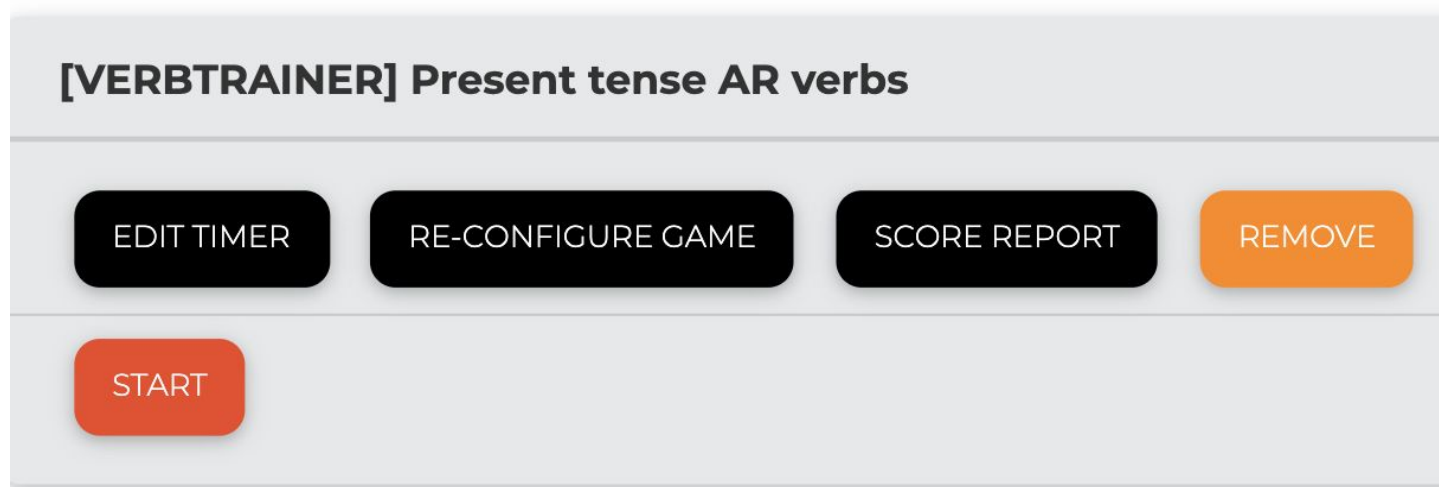 [VERBTRAINER] Present tense AR verbs
EDIT TIMER RE-CONFIGURE GAME SCORE REPORT REMOVE
START